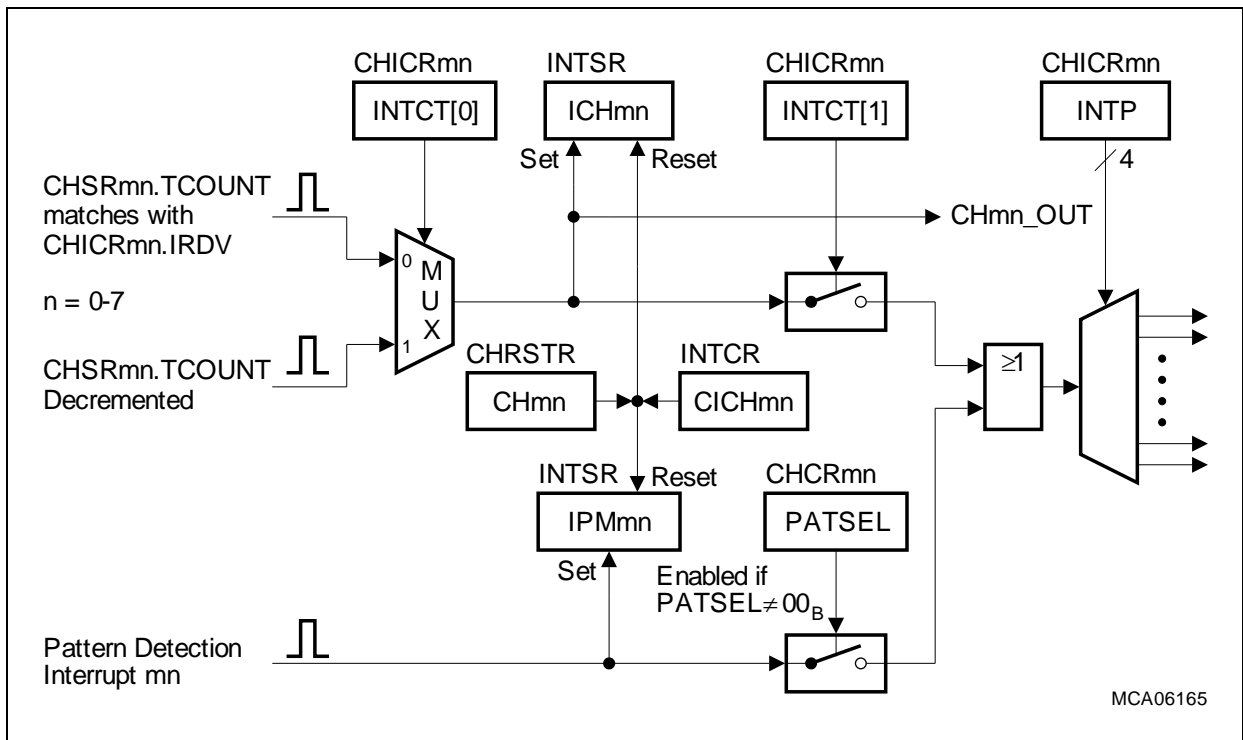 CHICRmn
INTCT[0]
INTSR
ICHmn
CHICRmn
INTCT[1]
CHICRmn
INTP
Set
Reset
4
CHSRmn.TCOUNT
matches with
CHICRmn.IRDV
n = 0-7
CHSRmn.TCOUNT
Decremented
0
M
U
X
1
CHmn_OUT
CHRSTR
CHmn
INTCR
CICHmn
≥1
INTSR
IPMmn
Reset
Set
CHCRmn
PATSEL
Enabled if
PATSEL≠00B
Pattern Detection
Interrupt mn
MCA06165